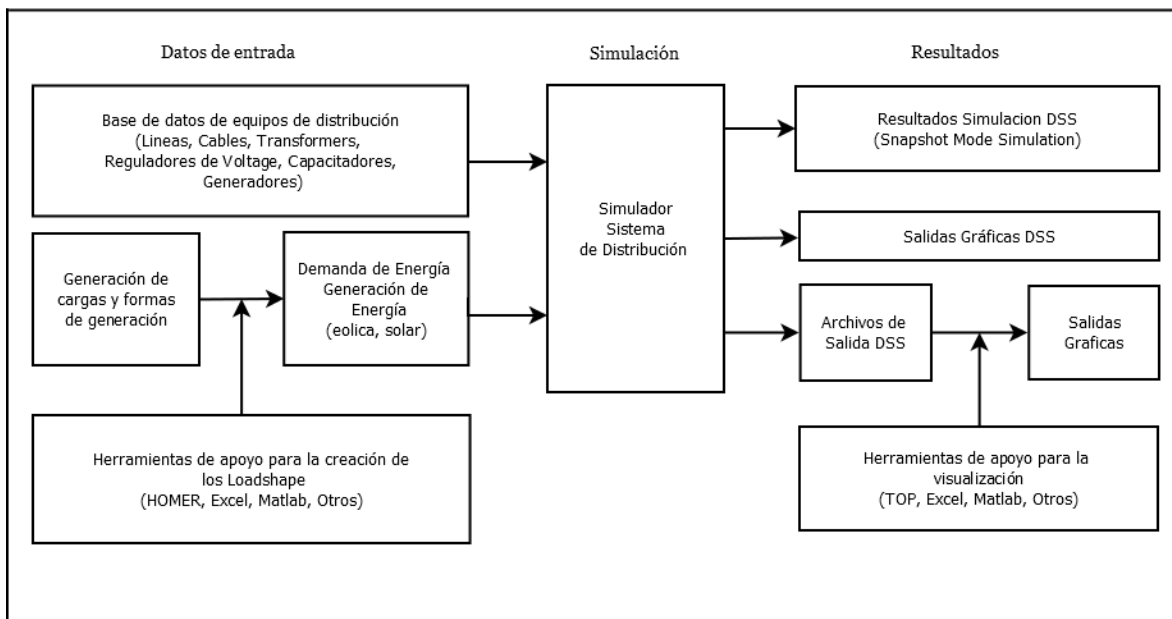 Datos de entrada
Simulación
Resultados
Base de datos de equipos de distribución
(Lineas, Cables, Transformers,
Reguladores de Voltage, Capacitadores,
Generadores)
Generación de
cargas y formas
de generación
Demanda de Energía
Generación de
Energía
(eolica, solar)
Herramientas de apoyo para la creación de
los Loadshape
(HOMER, Excel, Matlab, Otros)
Simulador
Sistema
de Distribución
Resultados Simulacion DSS
(Snapshot Mode Simulation)
Salidas Gráficas DSS
Archivos de
Salida DSS
Salidas
Graficas
Herramientas de apoyo para la
visualización
(TOP, Excel, Matlab, Otros)